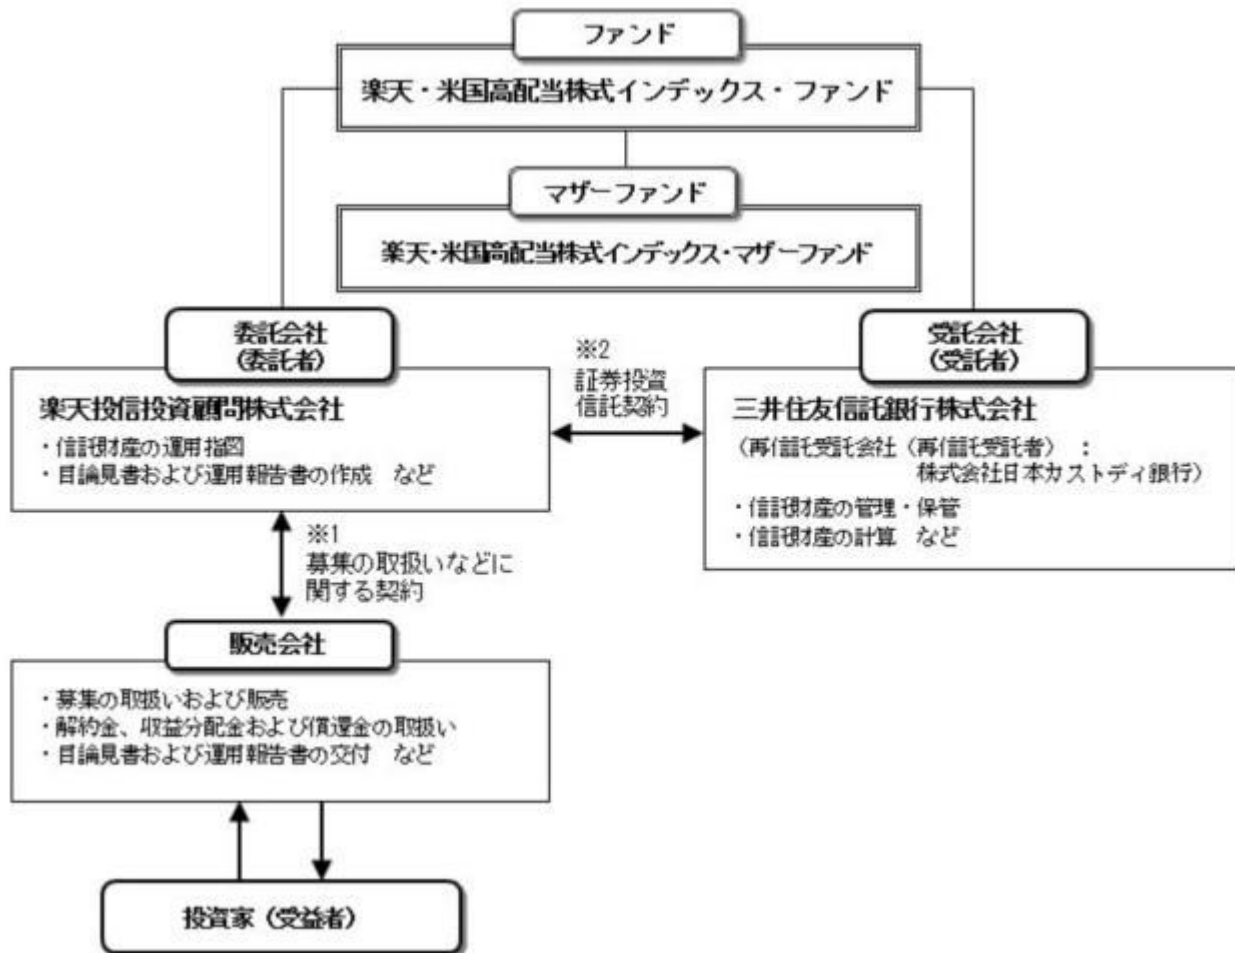 ファンド
楽天・米国高配当株式インデックス・ファンド
マザーファンド
楽天・米国高配当株式インデックス・マザーファンド
委託会社
(委託者)
楽天投信投資顧問株式会社
・信託財産の運用指図
・目論見書および運用報告書の作成 など
※2
証券投資
信託契約
受託会社
(受託者)
三井住友信託銀行株式会社
(再信託受託会社(再信託受託者) :
株式会社日本カストディ銀行)
・信託財産の管理・保管
・信託財産の計算 など
※1
募集の取扱いなどに
関する契約
販売会社
・募集の取扱いおよび販売
・解約金、収益分配金および償還金の取扱い
・目論見書および運用報告書の交付 など
投資家(受益者)